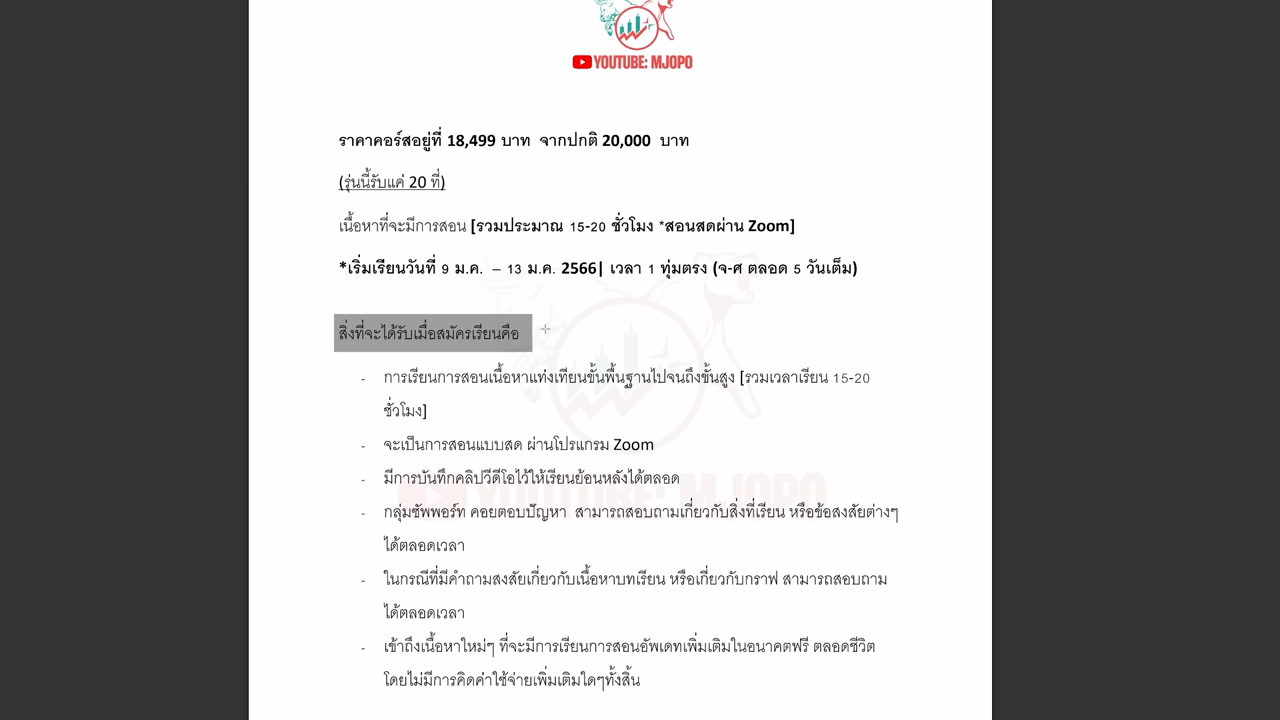 YOUTUBE: MJOPO
ราคาคอร์สอยู่ที่ 18,499 บาท จากปกติ 20,000 บาท
(รุ่นนี้รับแค่ 20 ที่)
เนื้อหาที่จะมีการสอน [รวมประมาณ 15-20 ชั่วโมง *สอนสดผ่าน Zoom]
*เริ่มเรียนวันที่ 9 ม.ค. – 13 ม.ค. 2566| เวลา 1 ทุ่มตรง (จ-ศ ตลอด 5 วันเต็ม)
สิ่งที่จะได้รับเมื่อสมัครเรียนคือ
- การเรียนการสอนเนื้อหาแท่งเทียนขั้นพื้นฐานไปจนถึงขั้นสูง [รวมเวลาเรียน 15-20
ชั่วโมง]
- จะเป็นการสอนแบบสด ผ่านโปรแกรม Zoom
- มีการบันทึกคลิปวีดีโอไว้ให้เรียนย้อนหลังได้ตลอด
YOUTUBE: MJOPO
- กลุ่มซัพพอร์ท คอยตอบปัญหา สามารถสอบถามเกี่ยวกับสิ่งที่เรียน หรือข้อสงสัยต่างๆ
ได้ตลอดเวลา
- ในกรณีที่มีคำถามสงสัยเกี่ยวกับเนื้อหาบทเรียน หรือเกี่ยวกับกราฟ สามารถสอบถาม
ได้ตลอดเวลา
- เข้าถึงเนื้อหาใหม่ๆ ที่จะมีการเรียนการสอนอัพเดทเพิ่มเติมในอนาคตฟรี ตลอดชีวิต
โดยไม่มีการคิดค่าใช้จ่ายเพิ่มเติมใดๆทั้งสิ้น